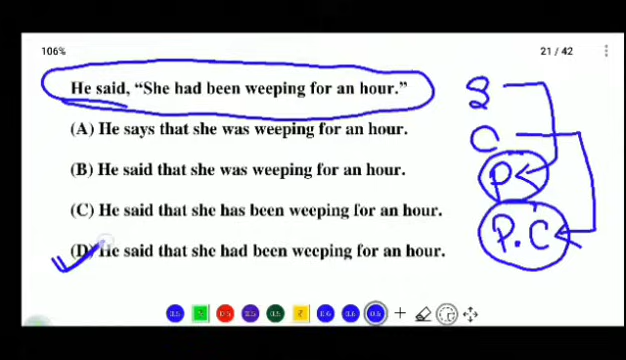 106%
21 / 42
He said, “She had been weeping for an hour.”
(A) He says that she was weeping for an hour.
(B) He said that she was weeping for an hour.
(C) He said that she has been weeping for an hour.
(D) He said that she had been weeping for an hour.
S
C
P
P.C